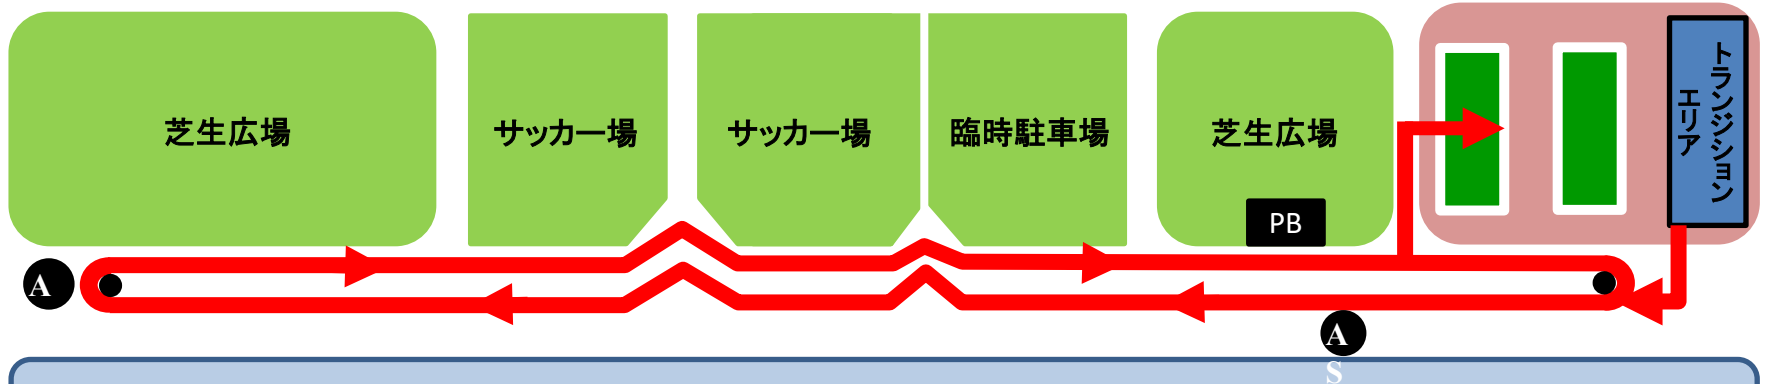 芝生広場
サッカー場
サッカー場
臨時駐車場
芝生広場
トランジション
エリア
PB
A
A
S